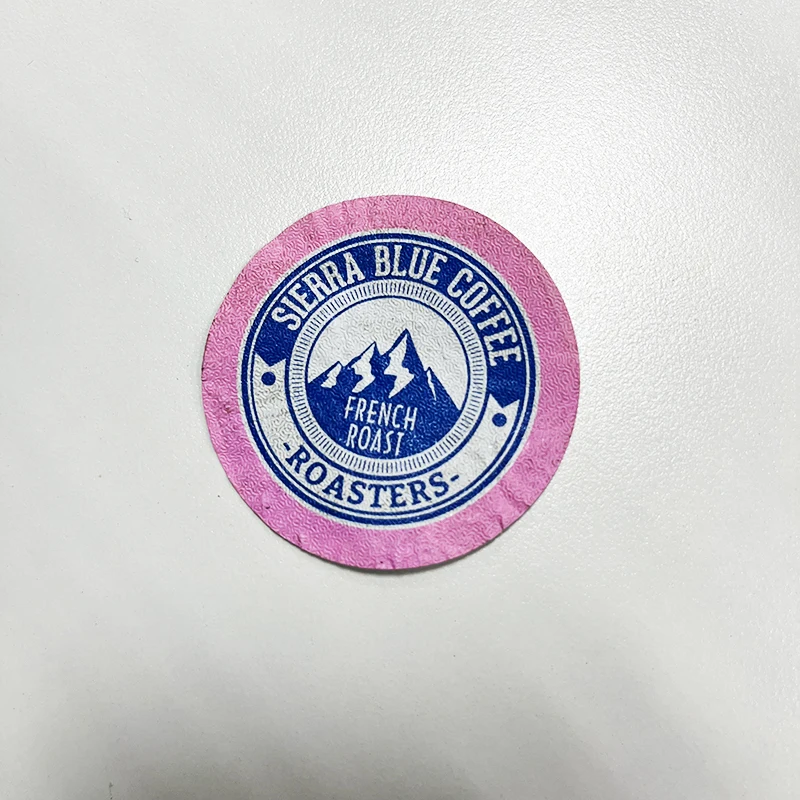 SIERRA BLUE COFFEE
FRENCH
ROAST
-ROASTERS-